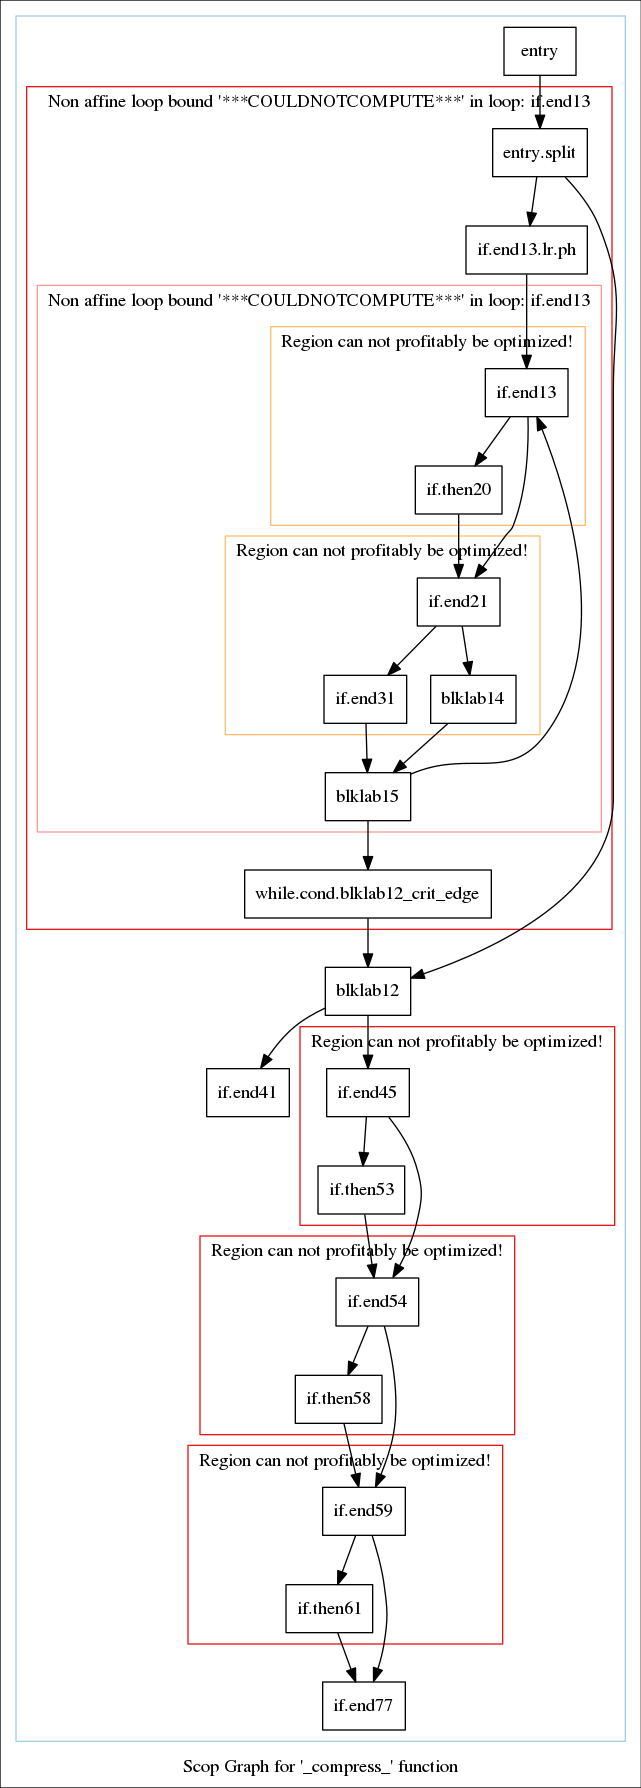 entry
Non affine loop bound '***COULDNOTCOMPUTE***' in loop: if.end13
entry.split
if.end13.lr.ph
Non affine loop bound '***COULDNOTCOMPUTE***' in loop: if.end13
Region can not profitably be optimized!
if.end13
if.then20
Region can not profitably be optimized!
if.end21
if.end31
blklab14
blklab15
while.cond.blklab12_crit_edge
blklab12
Region can not profitably be optimized!
if.end41
if.end45
if.then53
Region can not profitably be optimized!
if.end54
if.then58
Region can not profitably be optimized!
if.end59
if.then61
if.end77
Scop Graph for '_compress_' function